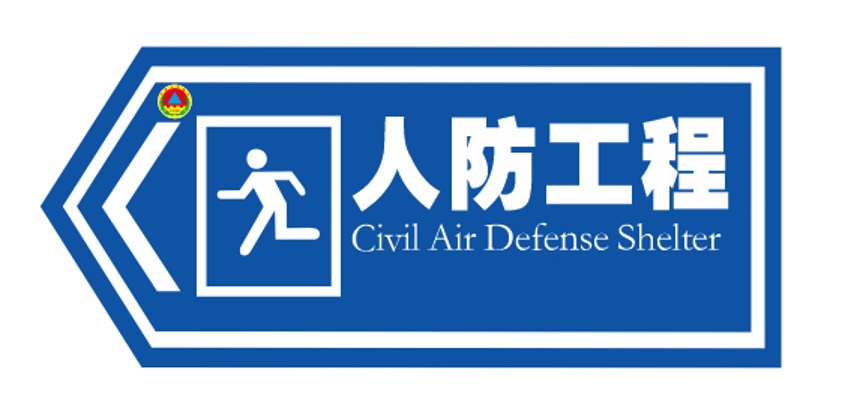 人防工程
Civil Air Defense Shelter